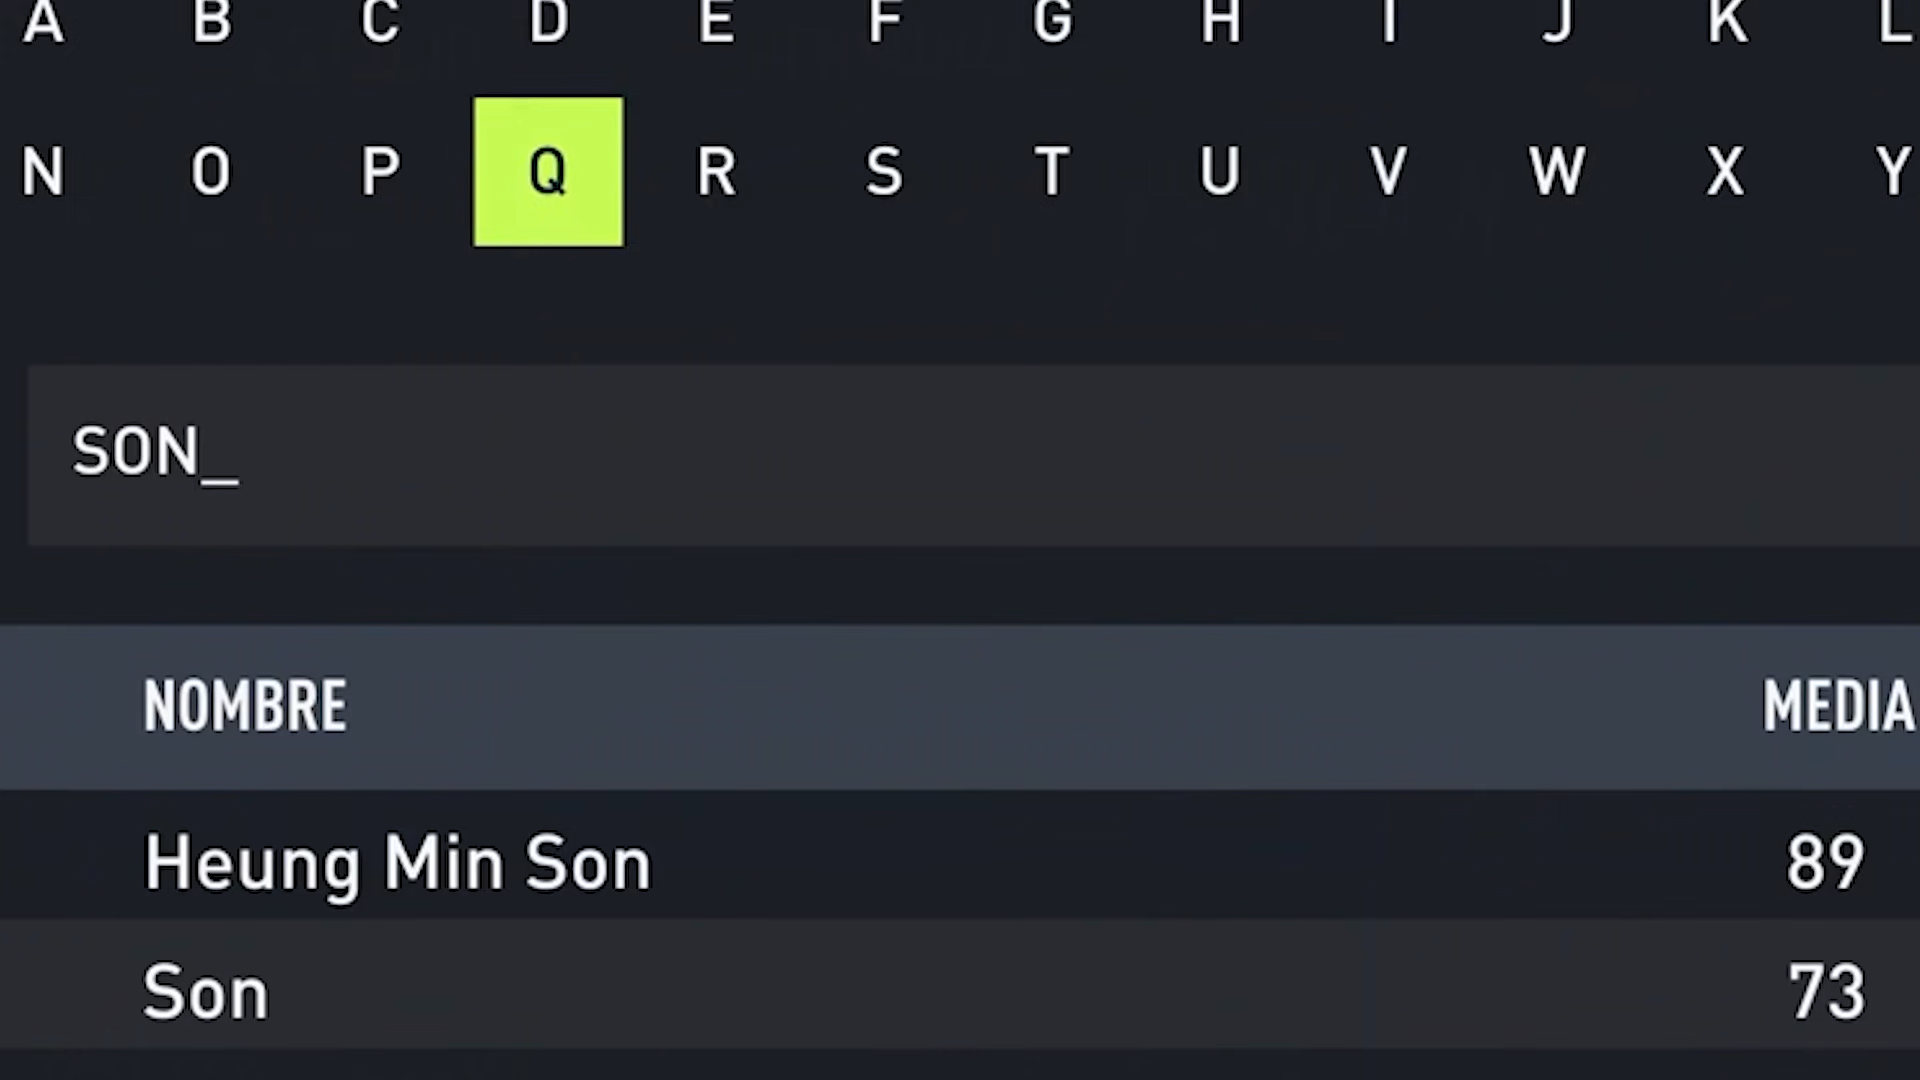 A B C D E F G H I J K L
N O P Q R S T U V W X Y
SON_
NOMBRE MEDIA
Heung Min Son 89
Son 73